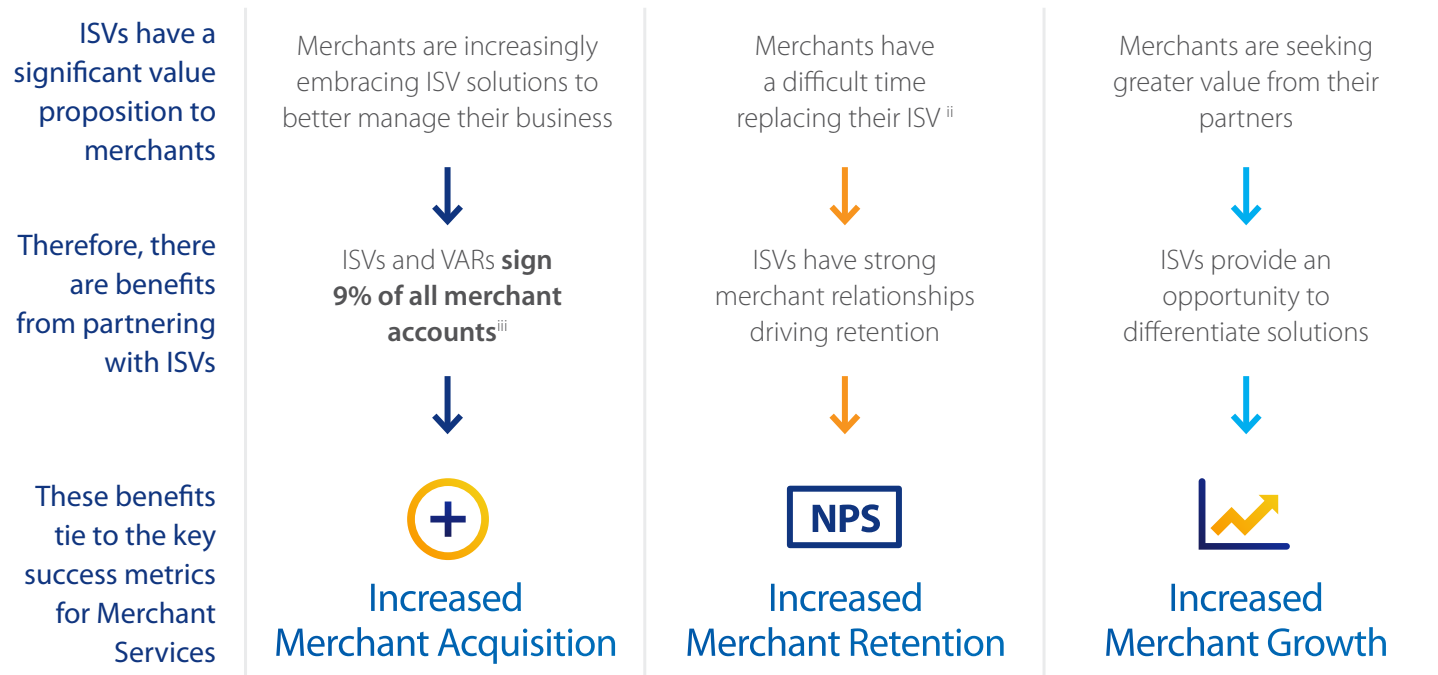 ISVs have a
significant value
proposition to
merchants
Merchants are increasingly
embracing ISV solutions to
better manage their business
Merchants have
a difficult time
replacing their ISV ii
Merchants are seeking
greater value from their
partners
Therefore, there
are benefits
from partnering
with ISVs
ISVs and VARs sign
9% of all merchant
accounts iii
ISVs have strong
merchant relationships
driving retention
ISVs provide an
opportunity to
differentiate solutions
These benefits
tie to the key
success metrics
for Merchant
Services
NPS
Increased
Merchant Acquisition
Increased
Merchant Retention
Increased
Merchant Growth